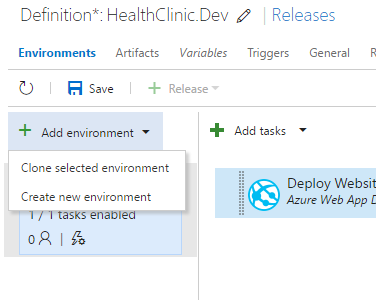 Definition*: HealthClinic.Dev | Releases
Environments Artifacts Variables Triggers General
Save Release
Add environment
Add tasks
Clone selected environment
Create new environment
Deploy Websit
Azure Web App D
1 / 1 tasks enabled
0